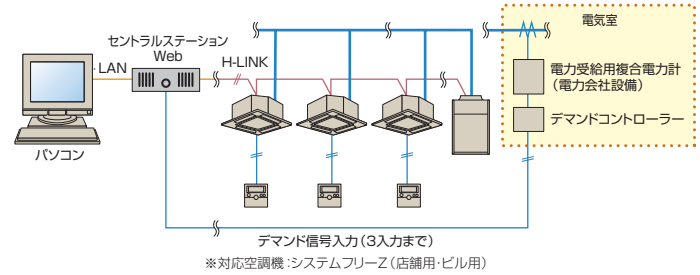 電気室
セントラルステーション
Web
LAN
H-LINK
電力受給用複合電力計
（電力会社設備）
デマンドコントローラー
パソコン
デマンド信号入力（3入力まで）
※対応空調機：システムフリーZ（店舗用・ビル用）